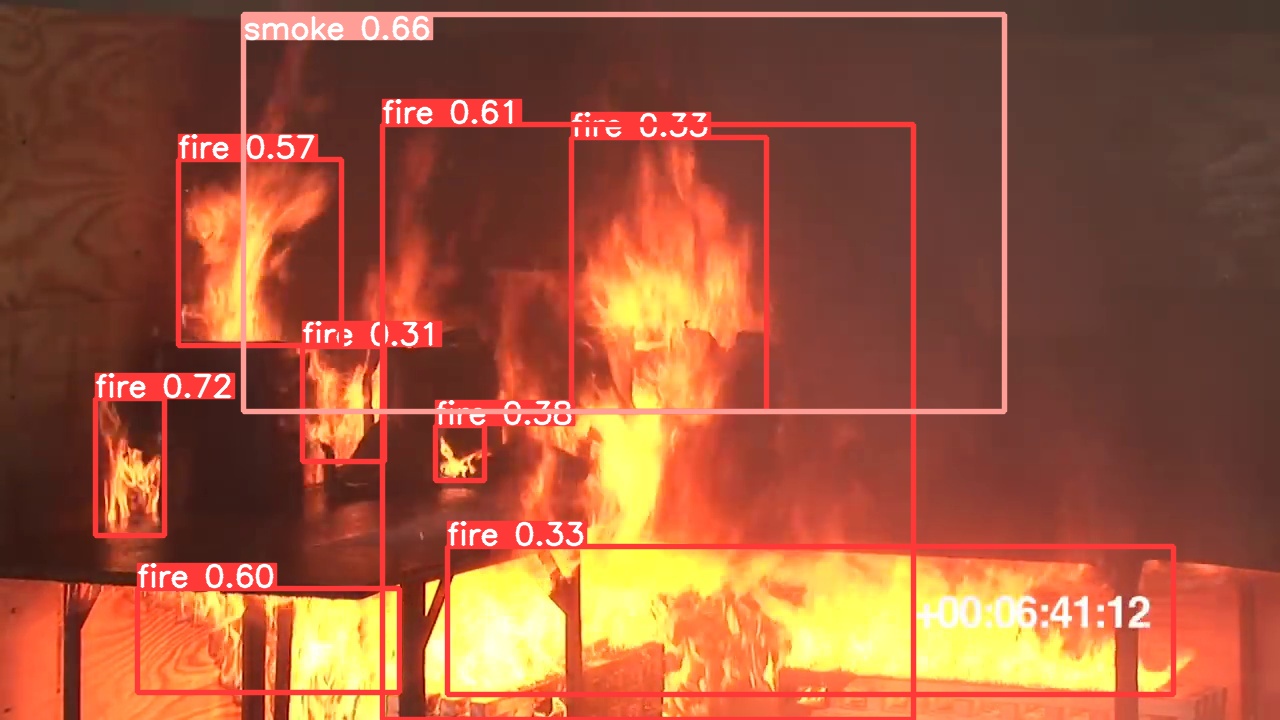 smoke 0.66
fire 0.61
fire 0.33
fire 0.57
fire 0.31
fire 0.72
fire 0.38
fire 0.33
fire 0.60
+00:06:41:12